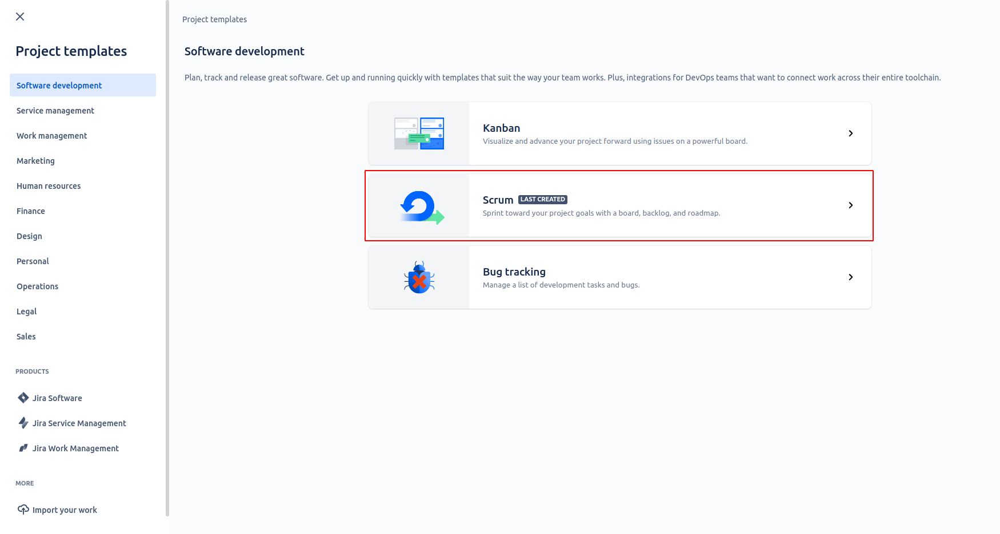 Project templates
Software development
Service management
Work management
Marketing
Human resources
Finance
Design
Personal
Operations
Legal
Sales
PRODUCTS
Jira Software
Jira Service Management
Jira Work Management
MORE
Import your work
Project templates
Software development
Plan, track and release great software. Get up and running quickly with templates that suit the way your team works. Plus, integrations for DevOps teams that want to connect work across their entire toolchain.
Kanban
Visualize and advance your project forward using issues on a powerful board.
Scrum LAST CREATED
Sprint toward your project goals with a board, backlog, and roadmap.
Bug tracking
Manage a list of development tasks and bugs.